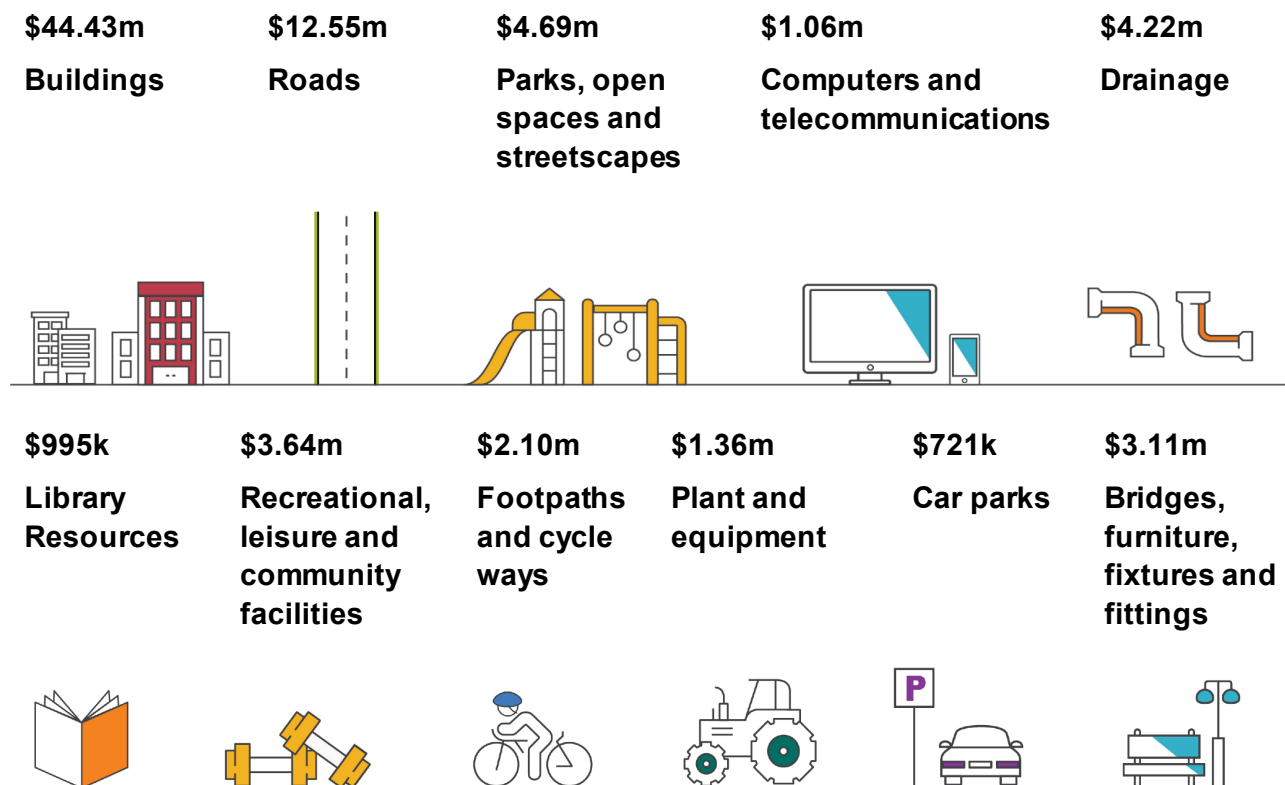 $44.43m
Buildings
$12.55m
Roads
$4.69m
Parks, open
spaces and
streetscapes
$1.06m
Computers and
telecommunications
$4.22m
Drainage
$995k
Library
Resources
$3.64m
Recreational,
leisure and
community
facilities
$2.10m
Footpaths
and cycle
ways
$1.36m
Plant and
equipment
$721k
Car parks
$3.11m
Bridges,
furniture,
fixtures and
fittings
P